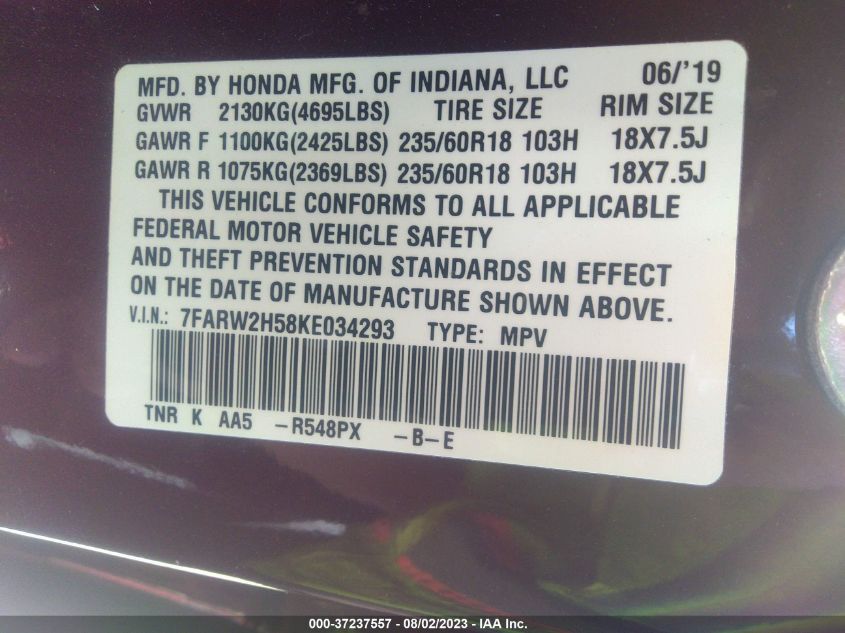 MFD. BY HONDA MFG. OF INDIANA, LLC 06/'19
GVWR 2130KG(4695LBS) TIRE SIZE RIM SIZE
GAWR F 1100KG(2425LBS) 235/60R18 103H 18X7.5J
GAWR R 1075KG(2369LBS) 235/60R18 103H 18X7.5J
THIS VEHICLE CONFORMS TO ALL APPLICABLE
FEDERAL MOTOR VEHICLE SAFETY
AND THEFT PREVENTION STANDARDS IN EFFECT
ON THE DATE OF MANUFACTURE SHOWN ABOVE.
V.I.N.: 7FARW2H58KE034293 TYPE: MPV
TNR K AA5 -R548PX -B-E
000-37237557 - 08/02/2023 - IAA Inc.